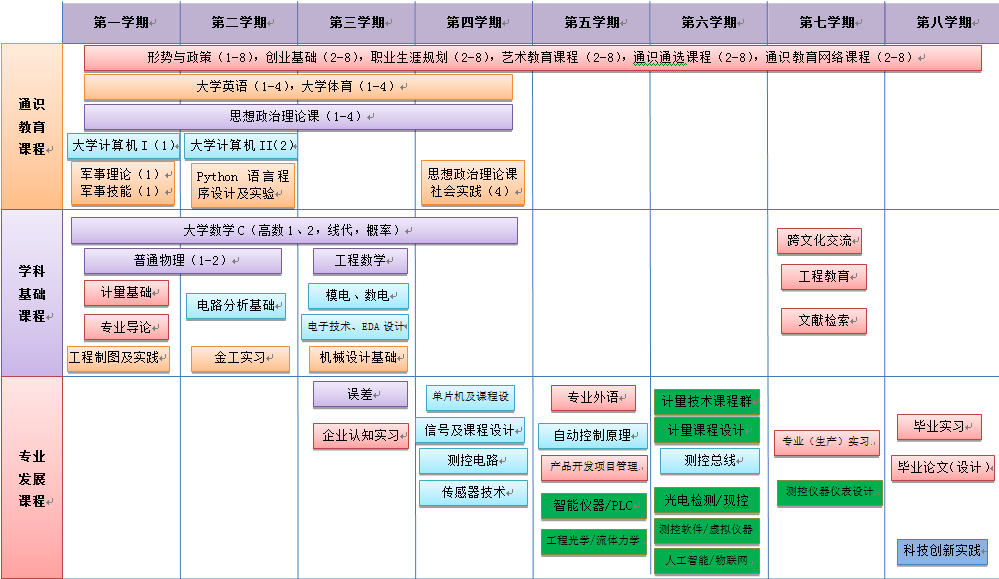 第一学期
第二学期
第三学期
第四学期
第五学期
第六学期
第七学期
第八学期
通识
教育
课程
形势与政策（1-8），创业基础（2-8），职业生涯规划（2-8），艺术教育课程（2-8），通识通选课程（2-8），通识教育网络课程（2-8）
大学英语（1-4），大学体育（1-4）
思想政治理论课（1-4）
大学计算机 I（1）
大学计算机 II(2)
军事理论（1）
军事技能（1）
Python 语言程
序设计及实验
思想政治理论课
社会实践（4）
学科
基础
课程
大学数学 C（高数 1、2，线代，概率）
普通物理（1-2）
工程数学
跨文化交流
计量基础
电路分析基础
模电、数电
工程教育
专业导论
电子技术、EDA 设计
文献检索
工程制图及实践
金工实习
机械设计基础
专业
发展
课程
误差
单片机及课程设
专业外语
计量技术课程群
毕业实习
企业认知实习
信号及课程设计
自动控制原理
计量课程设计
专业（生产）实习
测控电路
产品开发项目管理
测控总线
毕业论文（设计）
传感器技术
智能仪器/PLC
光电检测/现控
测控仪器仪表设计
工程光学/流体力学
测控软件/虚拟仪器
人工智能/物联网
科技创新实践